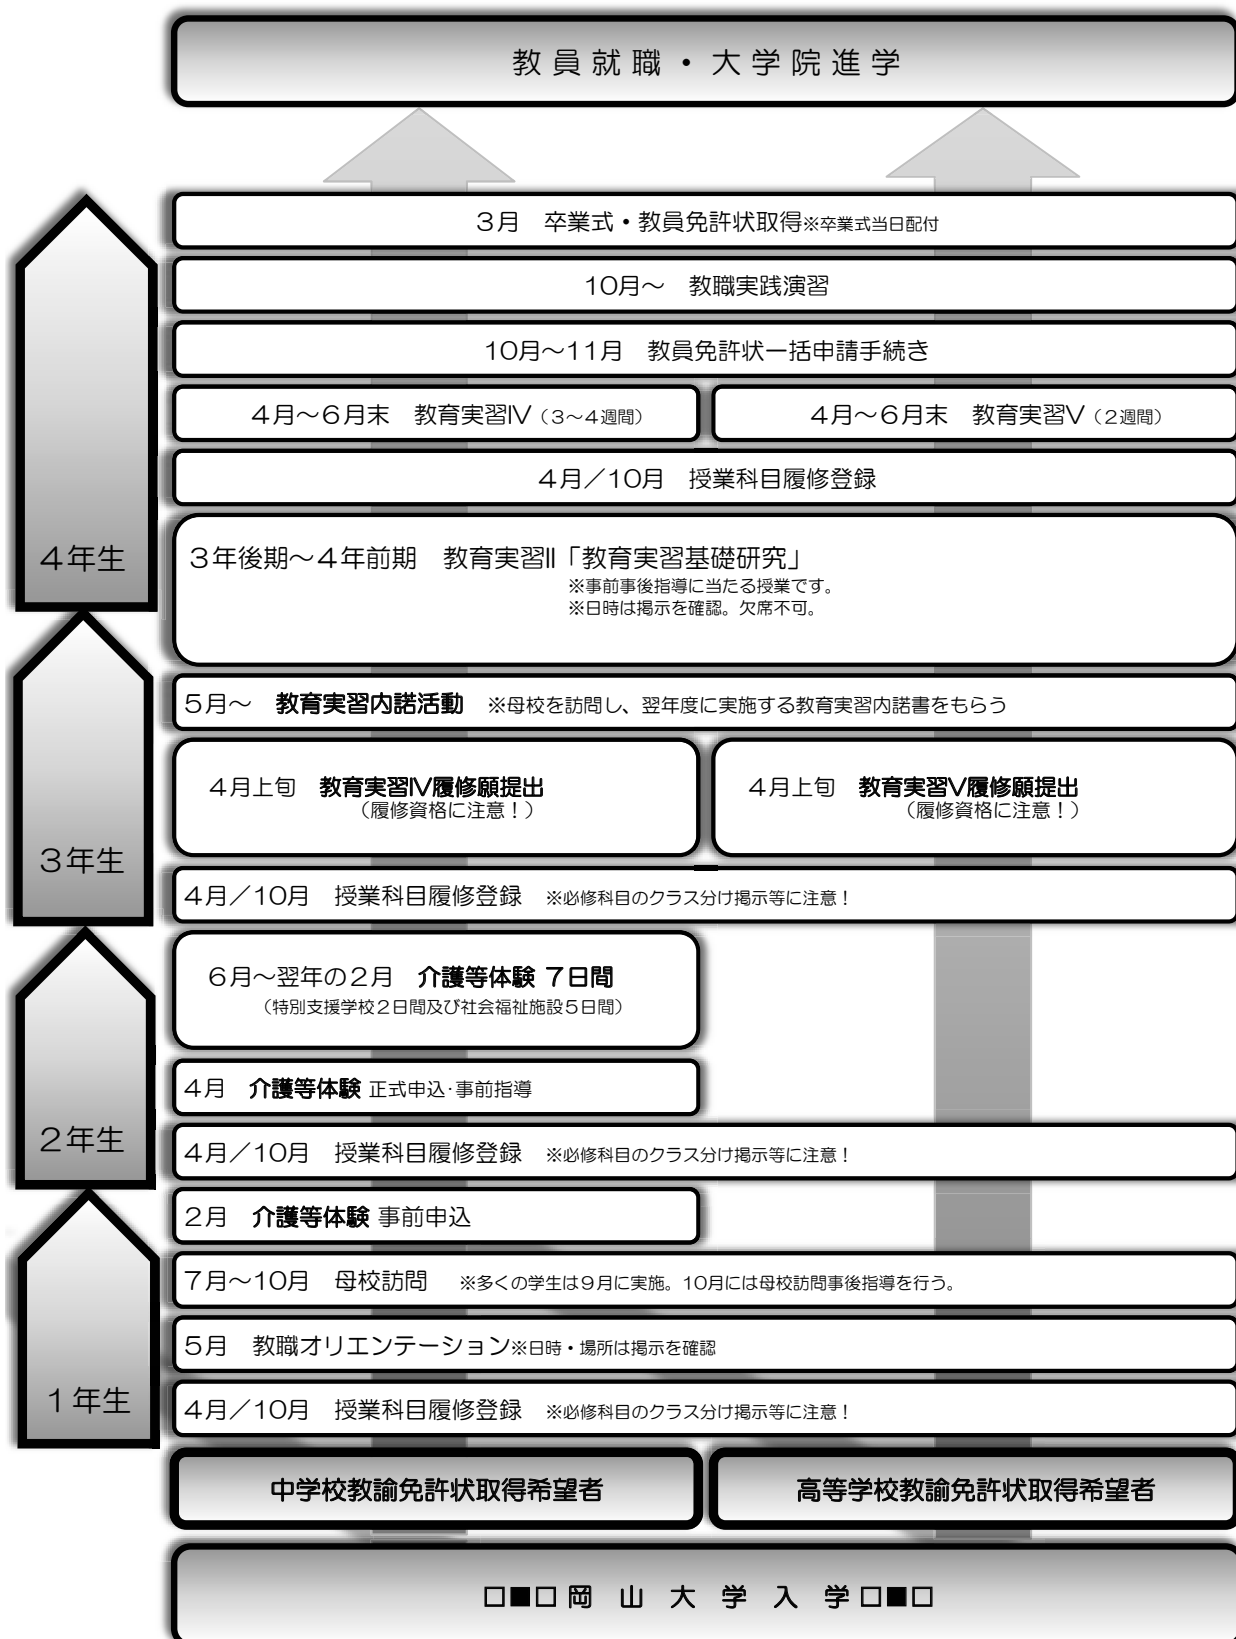 教員就職・大学院進学
3月　卒業式・教員免許状取得※卒業式当日配付
10月～　教職実践演習
10月～11月　教員免許状一括申請手続き
4月～6月末　教育実習Ⅳ（3～4週間）
4月～6月末　教育実習Ⅴ（2週間）
4月／10月　授業科目履修登録
4年生
3年後期～4年前期　教育実習Ⅱ「教育実習基礎研究」
※事前事後指導に当たる授業です。
※日時は掲示を確認。欠席不可。
5月～　教育実習内諾活動　※母校を訪問し、翌年度に実施する教育実習内諾書をもらう
4月上旬　教育実習Ⅳ履修願提出
（履修資格に注意！）
4月上旬　教育実習Ⅴ履修願提出
（履修資格に注意！）
3年生
4月／10月　授業科目履修登録　※必修科目のクラス分け掲示等に注意！
6月～翌年の2月　介護等体験 7日間
（特別支援学校2日間及び社会福祉施設5日間）
4月　介護等体験 正式申込・事前指導
2年生
4月／10月　授業科目履修登録　※必修科目のクラス分け掲示等に注意！
2月　介護等体験 事前申込
7月～10月　母校訪問　※多くの学生は9月に実施。10月には母校訪問事後指導を行う。
5月　教職オリエンテーション※日時・場所は掲示を確認
1年生
4月／10月　授業科目履修登録　※必修科目のクラス分け掲示等に注意！
中学校教諭免許状取得希望者
高等学校教諭免許状取得希望者
□■□岡山大学入学□■□